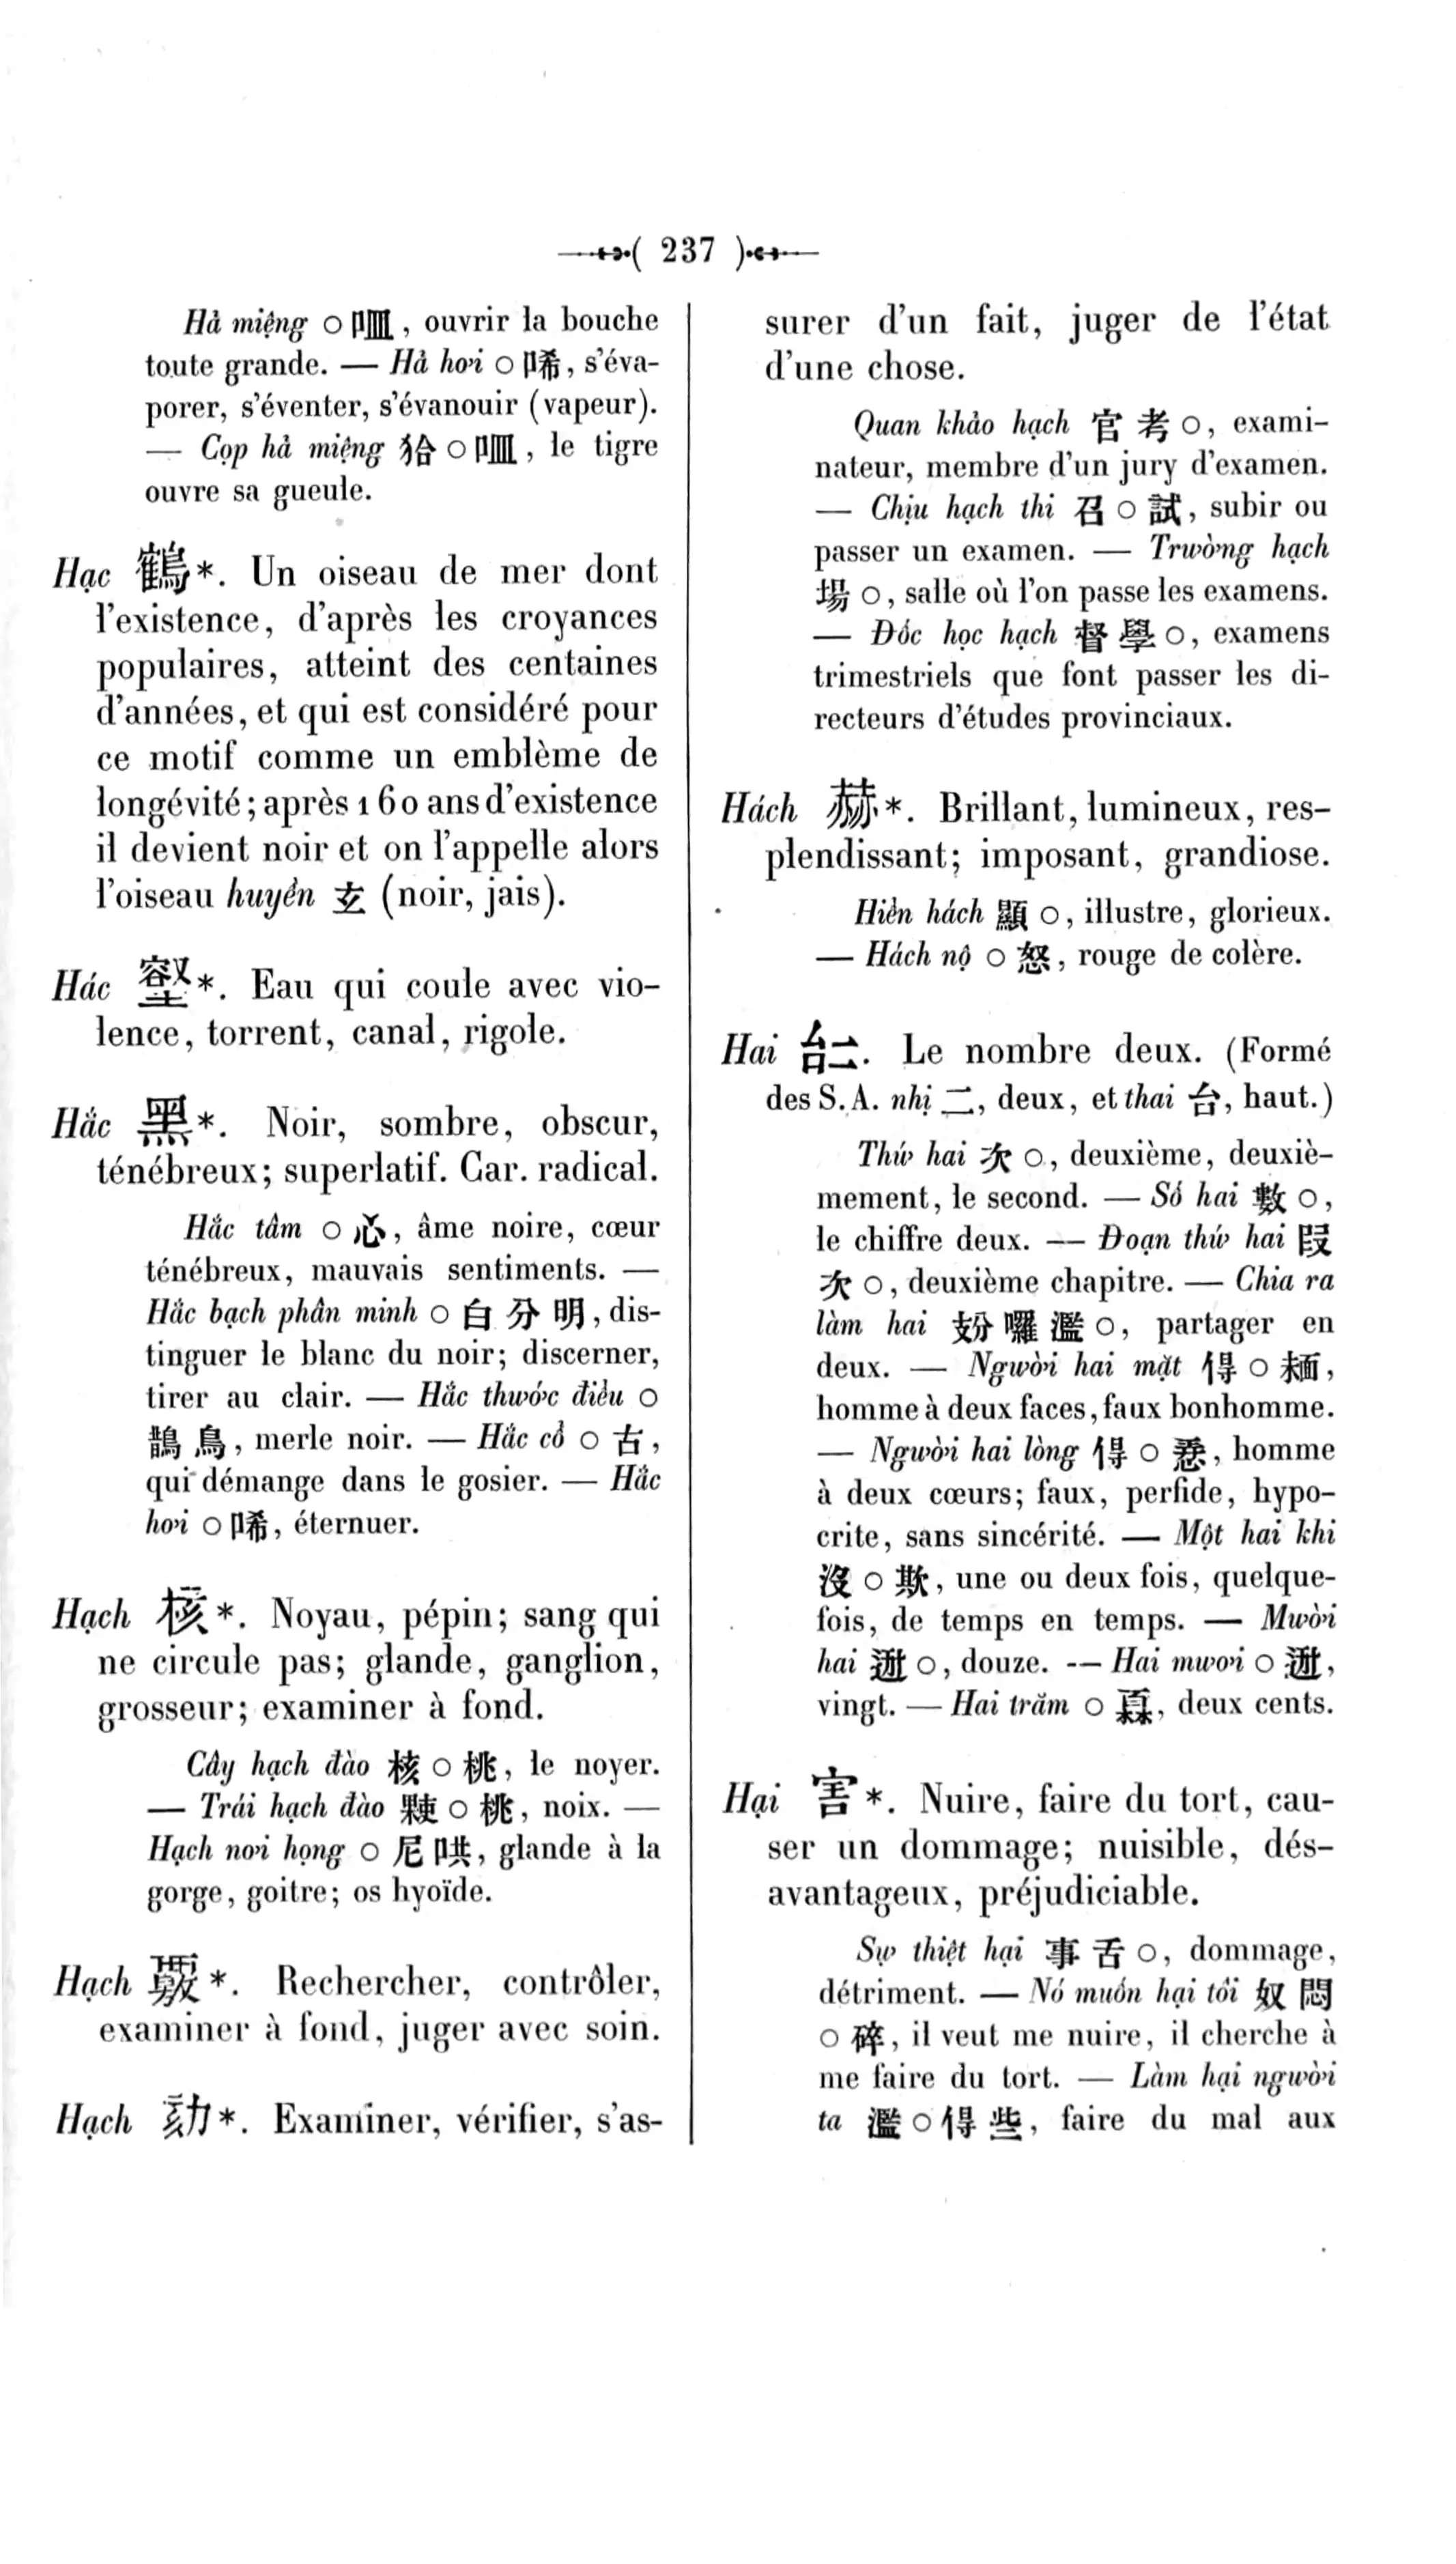 ( 237 )
Hả miệng ○ 𠰘, ouvrir la bouche
toute grande. — Hả hơi ○ 唏, s'éva-
porer, s'éventer, s'évanouir (vapeur).
— Cọp hả miệng 狧 ○ 𠰘, le tigre
ouvre sa gueule.
Hạc 鶴*. Un oiseau de mer dont
l'existence, d'après les croyances
populaires, atteint des centaines
d'années, et qui est considéré pour
ce motif comme un emblème de
longévité; après 160 ans d'existence
il devient noir et on l'appelle alors
l'oiseau huyền 玄 (noir, jais).
Hác 壑*. Eau qui coule avec vio-
lence, torrent, canal, rigole.
Hắc 黑*. Noir, sombre, obscur,
ténébreux; superlatif. Car. radical.
Hắc tâm ○ 心, âme noire, cœur
ténébreux, mauvais sentiments. —
Hắc bạch phân minh ○ 白 分 明, dis-
tinguer le blanc du noir; discerner,
tirer au clair. — Hắc thước điểu ○
鵲 鳥, merle noir. — Hắc cổ ○ 古,
qui démange dans le gosier. — Hắc
hơi ○ 唏, éternuer.
Hạch 核*. Noyau, pépin; sang qui
ne circule pas; glande, ganglion,
grosseur; examiner à fond.
Cây hạch đào 核 ○ 桃, le noyer.
— Trái hạch đào ○ 桃, noix. —
Hạch nơi họng ○ 尼 哄, glande à la
gorge, goitre; os hyoïde.
Hạch 覈*. Rechercher, contrôler,
examiner à fond, juger avec soin.
Hạch 劾*. Examiner, vérifier, s'as-
surer d'un fait, juger de l'état
d'une chose.
Quan khảo hạch 官 考 ○, exami-
nateur, membre d'un jury d'examen.
— Chịu hạch thi 召 ○ 試, subir ou
passer un examen. — Trường hạch
場 ○, salle où l'on passe les examens.
— Đốc học hạch 督 學 ○, examens
trimestriels que font passer les di-
recteurs d'études provinciaux.
Hách 赫*. Brillant, lumineux, res-
plendissant; imposant, grandiose.
Hiển hách 顯 ○, illustre, glorieux.
— Hách nộ ○ 怒, rouge de colère.
Hai 𠄩. Le nombre deux. (Formé
des S. A. nhị 二, deux, et thai 台, haut.)
Thứ hai 次 ○, deuxième, deuxiè-
mement, le second. — Số hai 數 ○,
le chiffre deux. — Đoạn thứ hai 段
次 ○, deuxième chapitre. — Chia ra
làm hai 𢺺 囉 濫 ○, partager en
deux. — Người hai mặt 得 ○ 𩈘,
homme à deux faces, faux bonhomme.
— Người hai lòng 得 ○ 𢚸, homme
à deux cœurs; faux, perfide, hypo-
crite, sans sincérité. — Một hai khi
沒 ○ 欺, une ou deux fois, quelque-
fois, de temps en temps. — Mười
hai 𨑮 ○, douze. — Hai mươi ○ 𨑮,
vingt. — Hai trăm ○ 𤾓, deux cents.
Hại 害*. Nuire, faire du tort, cau-
ser un dommage; nuisible, dés-
avantageux, préjudiciable.
Sự thiệt hại 事 舌 ○, dommage,
détriment. — Nó muốn hại tôi 奴 悶
○ 碎, il veut me nuire, il cherche à
me faire du tort. — Làm hại người
ta 濫 ○ 得 些, faire du mal aux